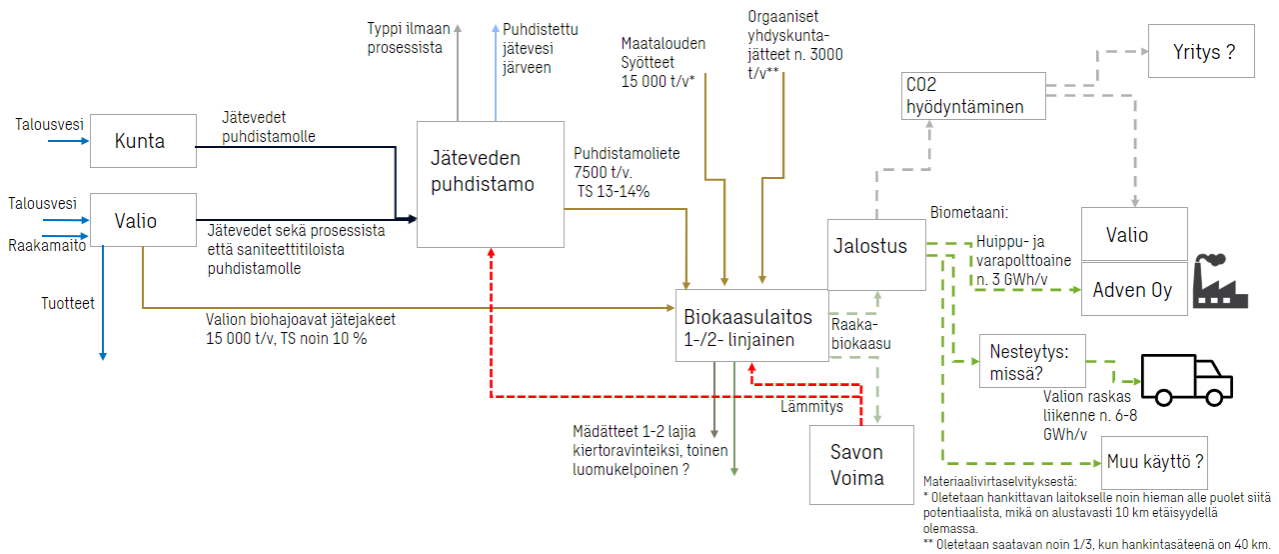 Typpi ilmaan
prosessista
Puhdistettu
jätevesi
järveen
Maatalouden
Syötteet
15 000 t/v*
Orgaaniset
yhdyskunta-
jätteet n. 3000
t/v**
CO2
hyödyntäminen
Yritys ?
Talousvesi
Kunta
Jätevedet
puhdistamolle
Jäteveden
puhdistamo
Puhdistamoliete
7500 t/v.
TS 13-14%
Talousvesi
Raakamaito
Valio
Jätevedet sekä prosessista
että saniteettitiloista
puhdistamolle
Tuotteet
Valion biohajoavat jätejakeet
15 000 t/v, TS noin 10 %
Jalostus
Biometaani:
Huippu- ja
varapolttoaine
n. 3 GWh/v
Valio
Adven Oy
Biokaasulaitos
1-/2- linjainen
Raaka-
biokaasu
Nesteytys:
missä?
Valion raskas
liikenne n. 6-8
GWh/v
Lämmitys
Mädätteet 1-2 lajia
kiertoravinteiksi, toinen
luomukelpoinen ?
Savon
Voima
Muu käyttö ?
Materiaalivirtaselvityksestä:
* Oletetaan hankittavan laitokselle noin hieman alle puolet siitä
potentiaalista, mikä on alustavasti 10 km etäisyydellä
olemassa.
** Oletetaan saatavan noin 1/3, kun hankintasäteenä on 40 km.